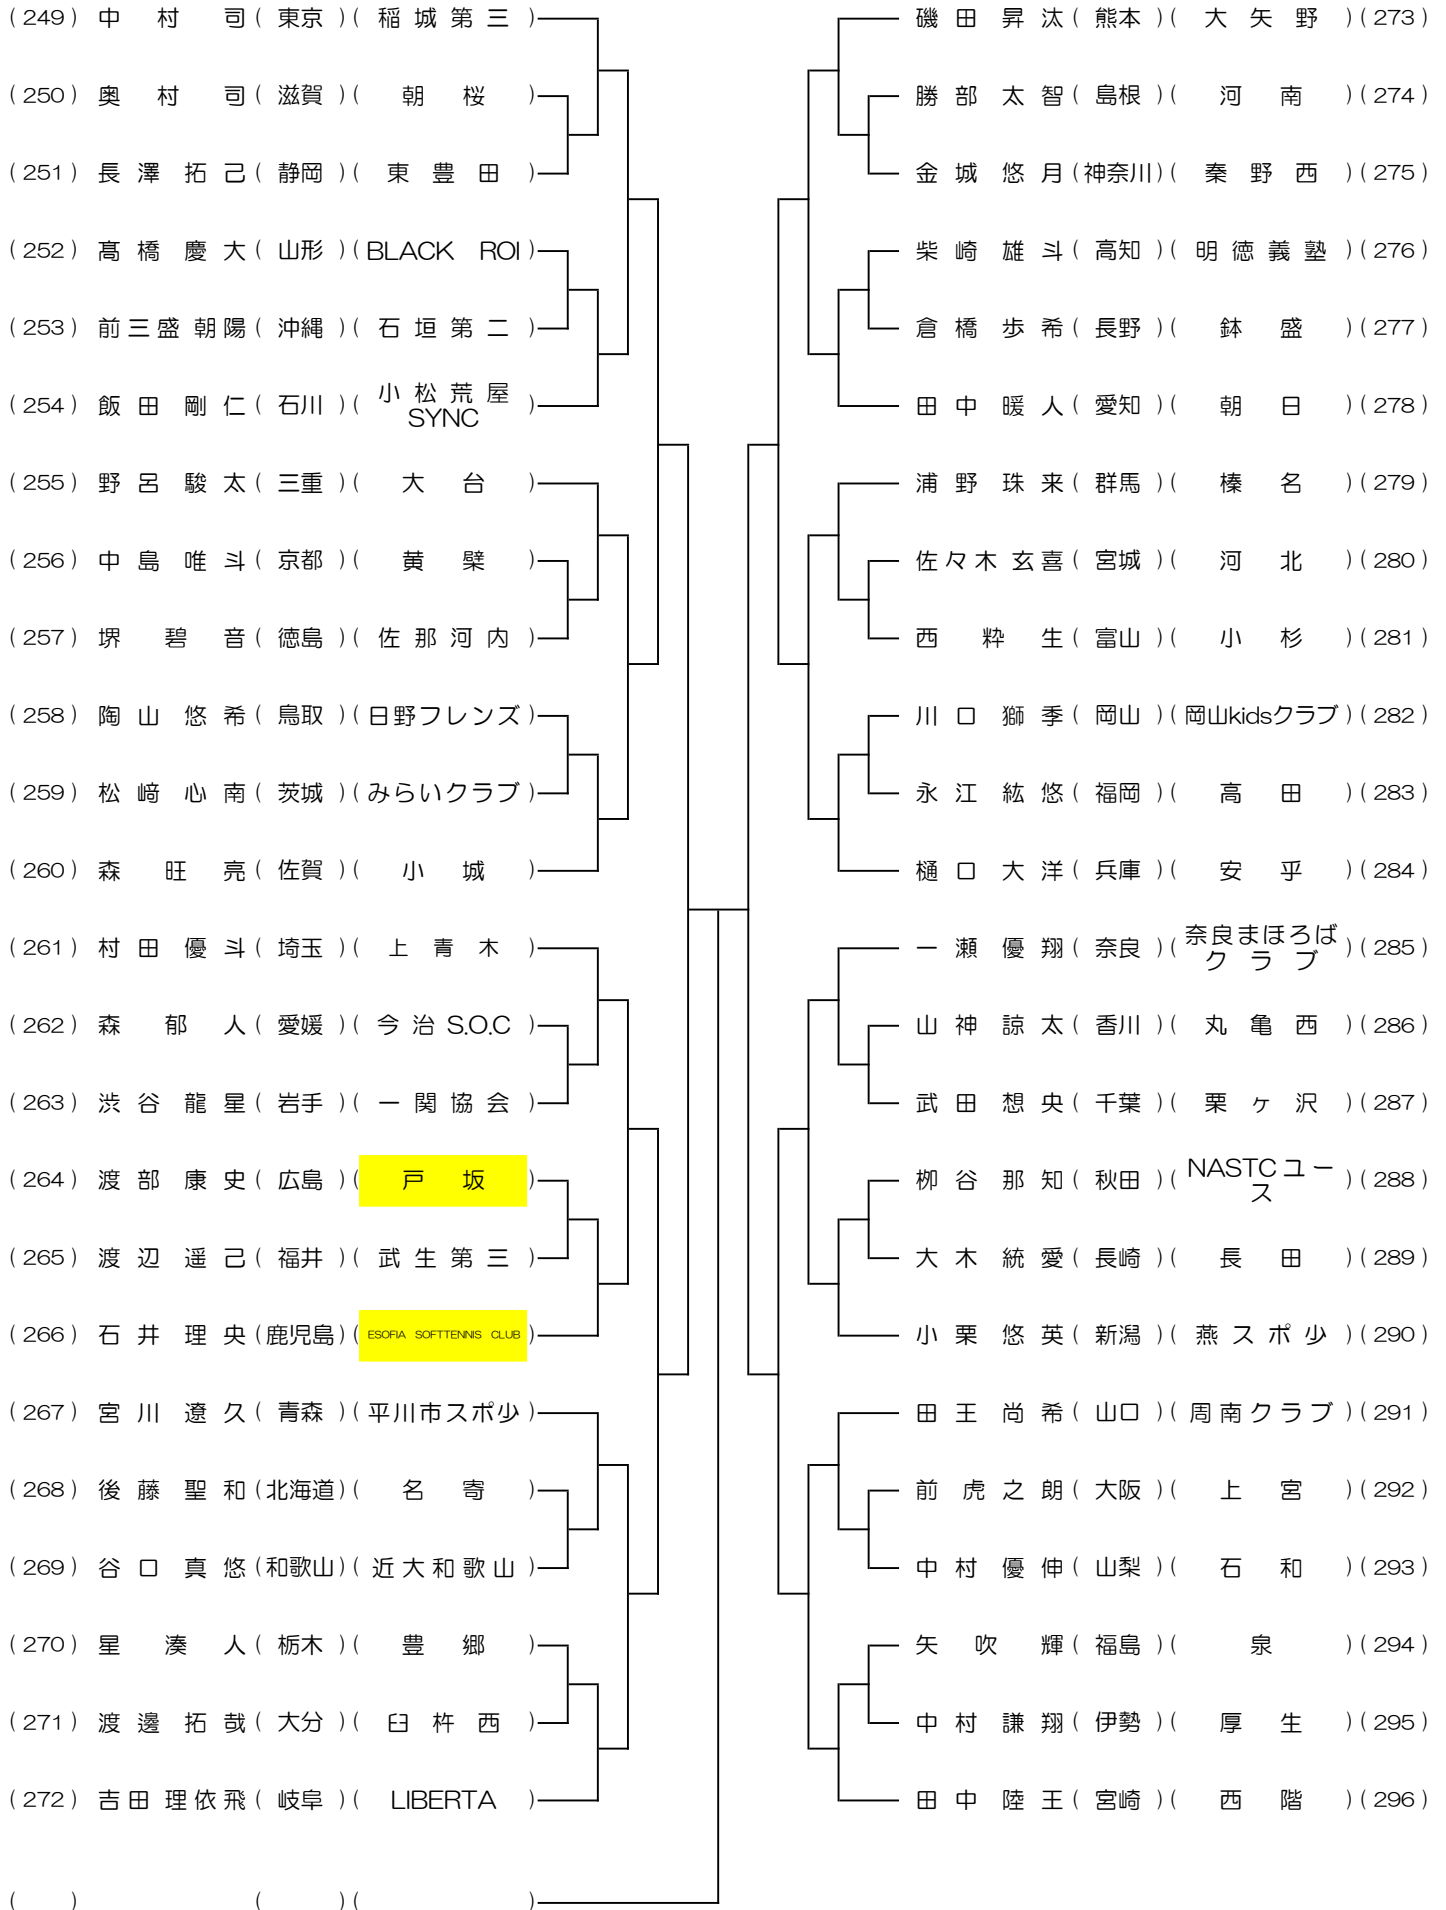 (249) 中村 司 (東京)(稲城第三)
(250) 奥村 司 (滋賀)(朝桜)
(251) 長澤拓己 (静岡)(東豊田)
(252) 髙橋慶大 (山形)(BLACK ROI)
(253) 前三盛朝陽 (沖縄)(石垣第二)
(254) 飯田剛仁 (石川)(小松荒屋
SYNC)
(255) 野呂駿太 (三重)(大台)
(256) 中島唯斗 (京都)(黄檗)
(257) 堺 碧音 (徳島)(佐那河内)
(258) 陶山悠希 (鳥取)(日野フレンズ)
(259) 松﨑心南 (茨城)(みらいクラブ)
(260) 森 旺亮 (佐賀)(小城)
(261) 村田優斗 (埼玉)(上青木)
(262) 森 郁人 (愛媛)(今治S.O.C)
(263) 渋谷龍星 (岩手)(一関協会)
(264) 渡部康史 (広島)(戸坂)
(265) 渡辺遥己 (福井)(武生第三)
(266) 石井理央 (鹿児島)(ESOFIA SOFTTENNIS CLUB)
(267) 宮川遼久 (青森)(平川市スポ少)
(268) 後藤聖和 (北海道)(名寄)
(269) 谷口真悠 (和歌山)(近大和歌山)
(270) 星 湊人 (栃木)(豊郷)
(271) 渡邊拓哉 (大分)(臼杵西)
(272) 吉田理依飛 (岐阜)(LIBERTA)
( ) ( )( )
磯田昇汰 (熊本)(大矢野)(273)
勝部太智 (島根)(河南)(274)
金城悠月 (神奈川)(秦野西)(275)
柴崎雄斗 (高知)(明徳義塾)(276)
倉橋歩希 (長野)(鉢盛)(277)
田中暖人 (愛知)(朝日)(278)
浦野珠来 (群馬)(榛名)(279)
佐々木玄喜 (宮城)(河北)(280)
西 粋生 (富山)(小杉)(281)
川口獅季 (岡山)(岡山kidsクラブ)(282)
永江紘悠 (福岡)(高田)(283)
樋口大洋 (兵庫)(安乎)(284)
一瀬優翔 (奈良)(奈良まほろば
クラブ)(285)
山神諒太 (香川)(丸亀西)(286)
武田想央 (千葉)(栗ヶ沢)(287)
栁谷那知 (秋田)(NASTCユー
ス)(288)
大木統愛 (長崎)(長田)(289)
小栗悠英 (新潟)(燕スポ少)(290)
田王尚希 (山口)(周南クラブ)(291)
前虎之朗 (大阪)(上宮)(292)
中村優伸 (山梨)(石和)(293)
矢吹 輝 (福島)(泉)(294)
中村謙翔 (伊勢)(厚生)(295)
田中陸王 (宮崎)(西階)(296)